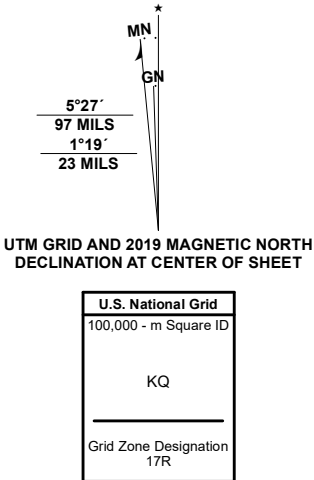 MN
GN
5°27´
97 MILS
1°19´
23 MILS
UTM GRID AND 2019 MAGNETIC NORTH
DECLINATION AT CENTER OF SHEET
U.S. National Grid
100,000 - m Square ID
KQ
Grid Zone Designation
17R